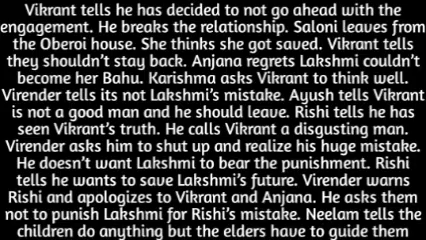 Vikrant tells he has decided to not go ahead with the
engagement. He breaks the relationship. Saloni leaves from
the Oberoi house. She thinks she got saved. Vikrant tells
they shouldn't stay back. Anjana regrets Lakshmi couldn't
become her Bahu. Karishma asks Vikrant to think well.
Virender tells its not Lakshmi's mistake. Ayush tells Vikrant
is not a good man and he should leave. Rishi tells he has
seen Vikrant's truth. He calls Vikrant a disgusting man.
Virender asks him to shut up and realize his huge mistake.
He doesn't want Lakshmi to bear the punishment. Rishi
tells he wants to save Lakshmi's future. Virender warns
Rishi and apologizes to Vikrant and Anjana. He asks them
not to punish Lakshmi for Rishi's mistake. Neelam tells the
children do anything but the elders have to guide them